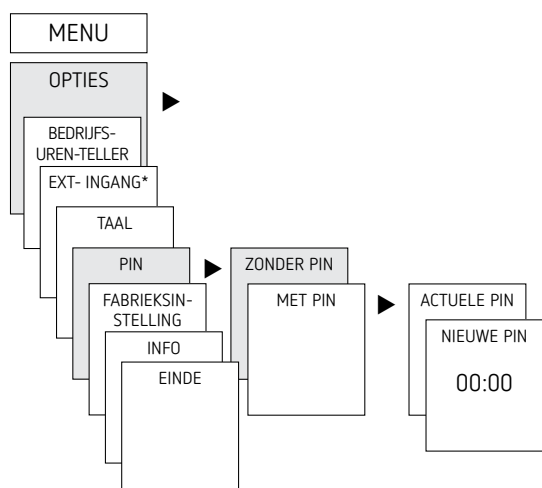 MENU
OPTIES
BEDRIJFS-
UREN-TELLER
EXT- INGANG*
TAAL
PIN
FABRIEKSIN-
STELLING
INFO
EINDE
ZONDER PIN
MET PIN
ACTUELE PIN
NIEUWE PIN
00:00